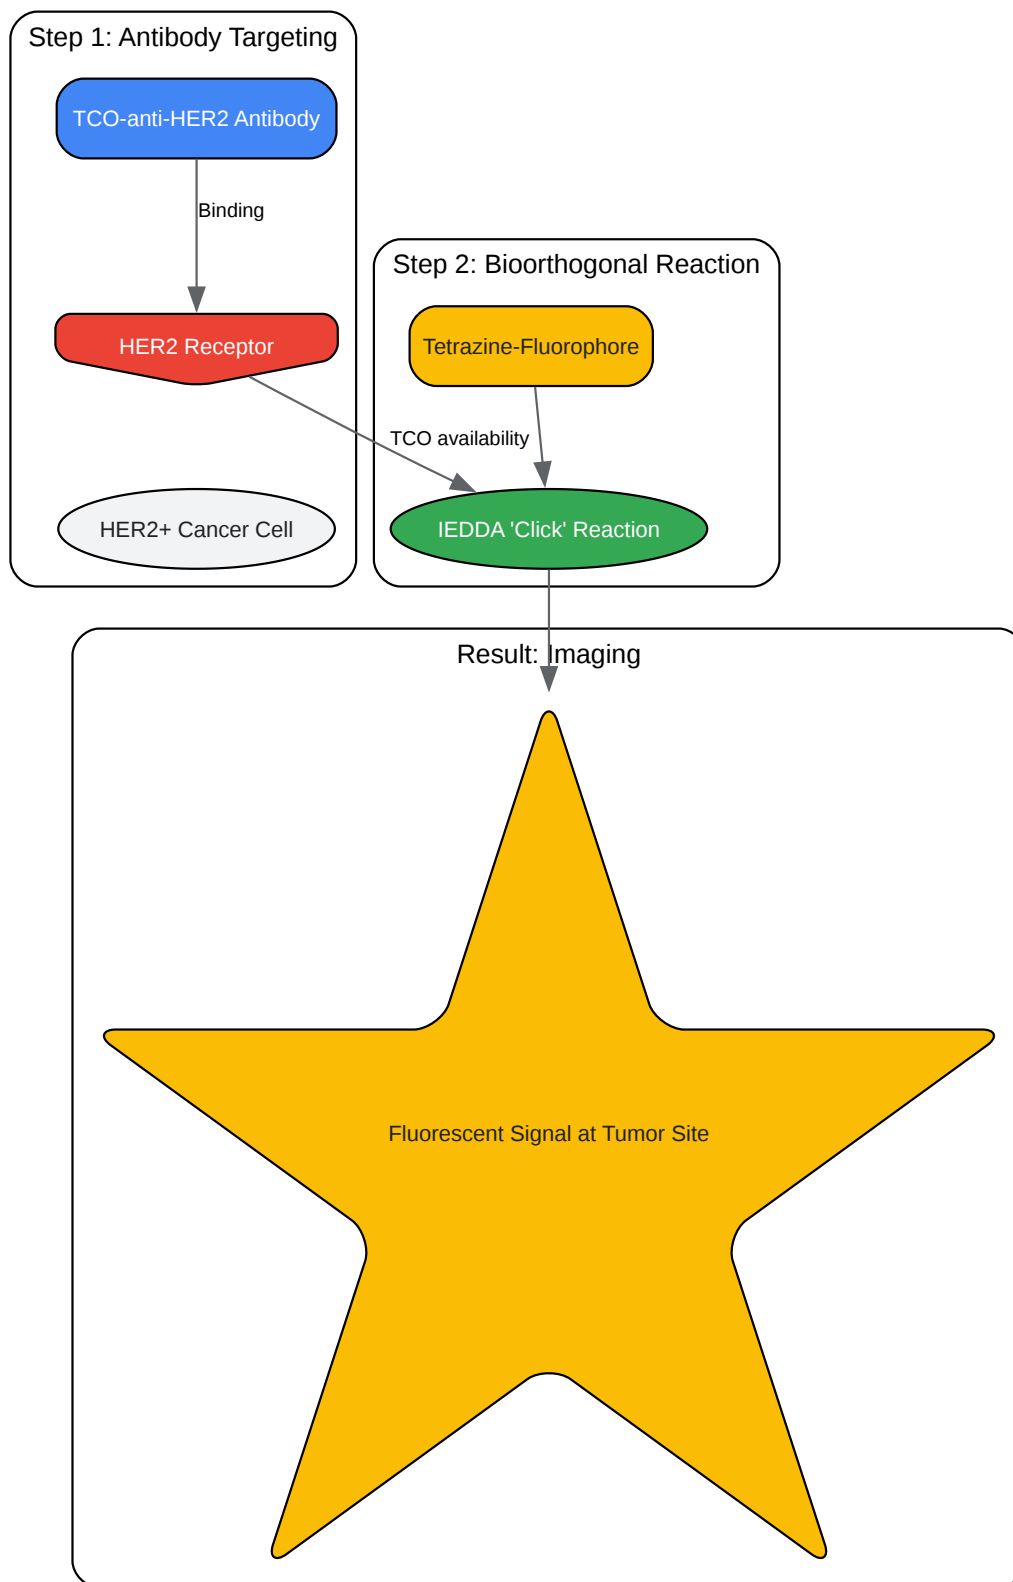 Step 1: Antibody Targeting
TCO-anti-HER2 Antibody
Binding
HER2 Receptor
HER2+ Cancer Cell
Step 2: Bioorthogonal Reaction
Tetrazine-Fluorophore
TCO availability
IEDDA 'Click' Reaction
Result: Imaging
Fluorescent Signal at Tumor Site